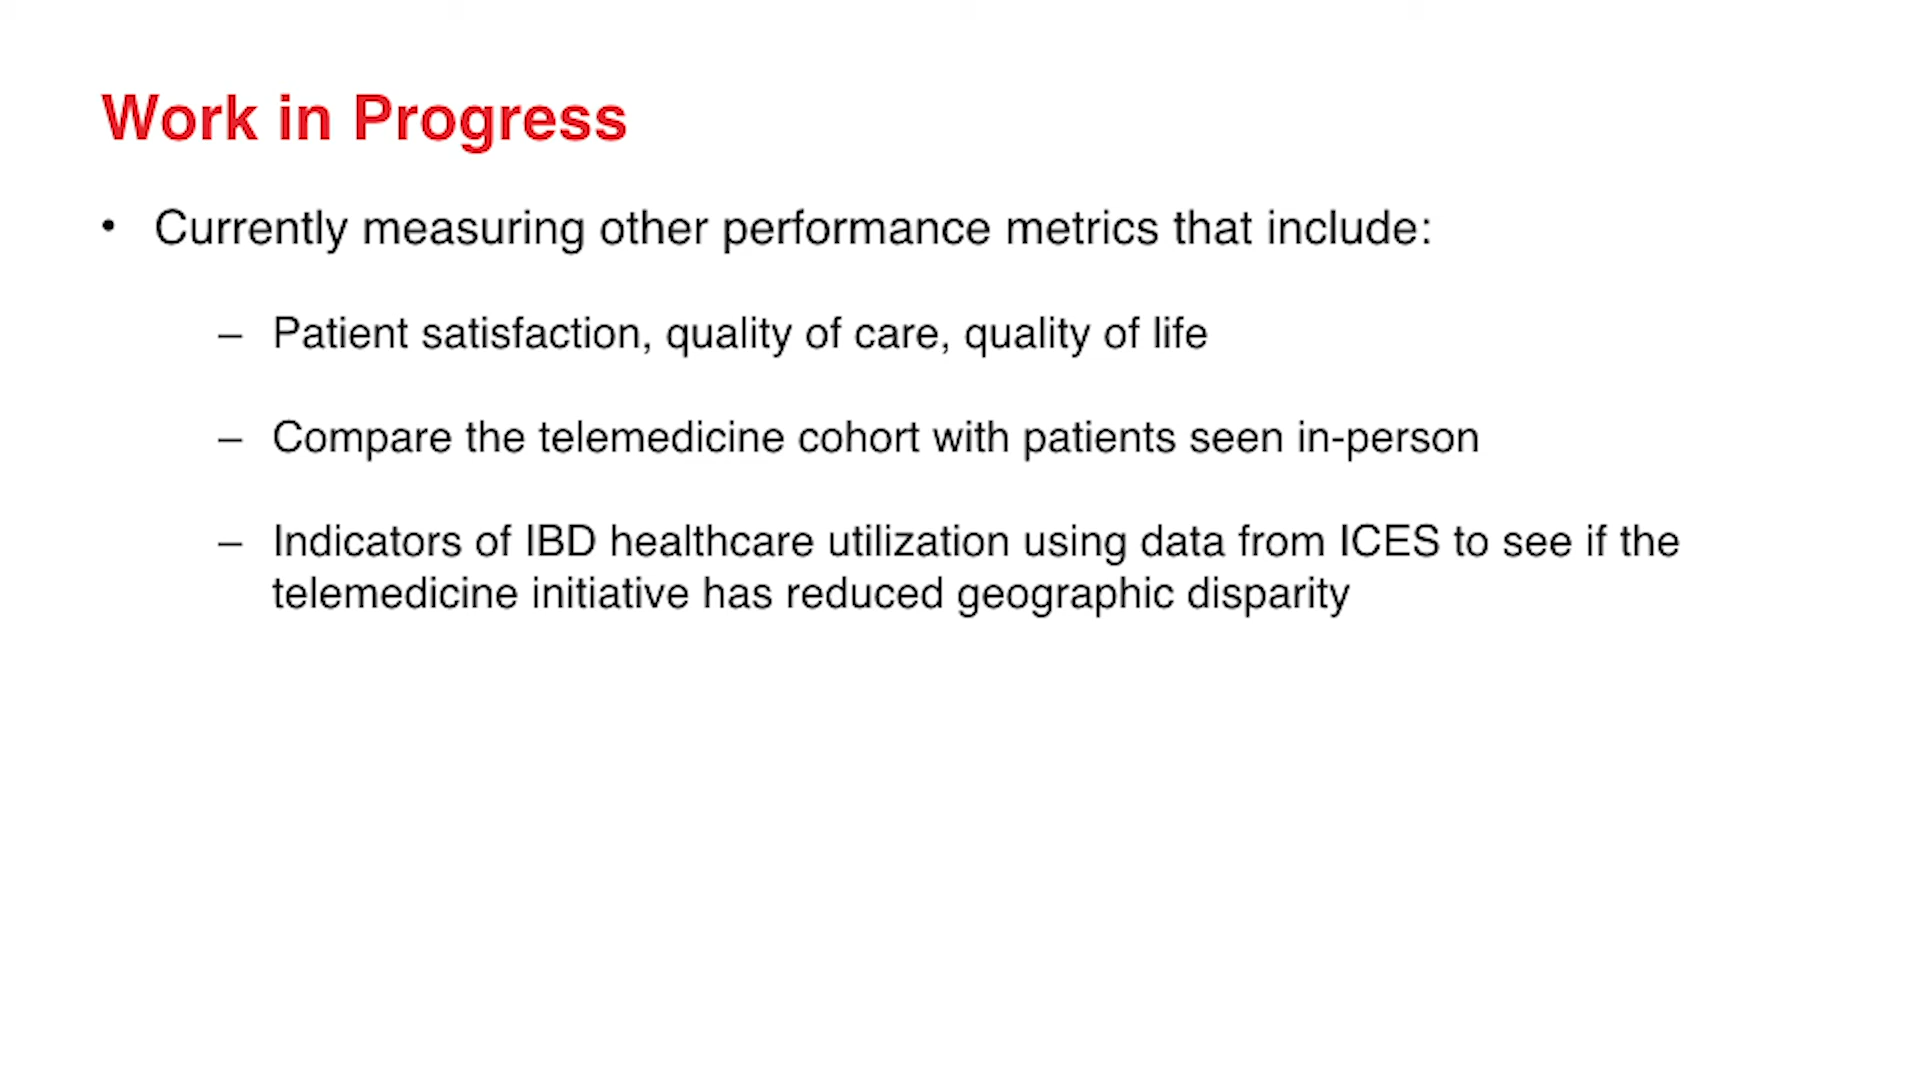 Work in Progress
• Currently measuring other performance metrics that include:
– Patient satisfaction, quality of care, quality of life
– Compare the telemedicine cohort with patients seen in-person
– Indicators of IBD healthcare utilization using data from ICES to see if the
telemedicine initiative has reduced geographic disparity